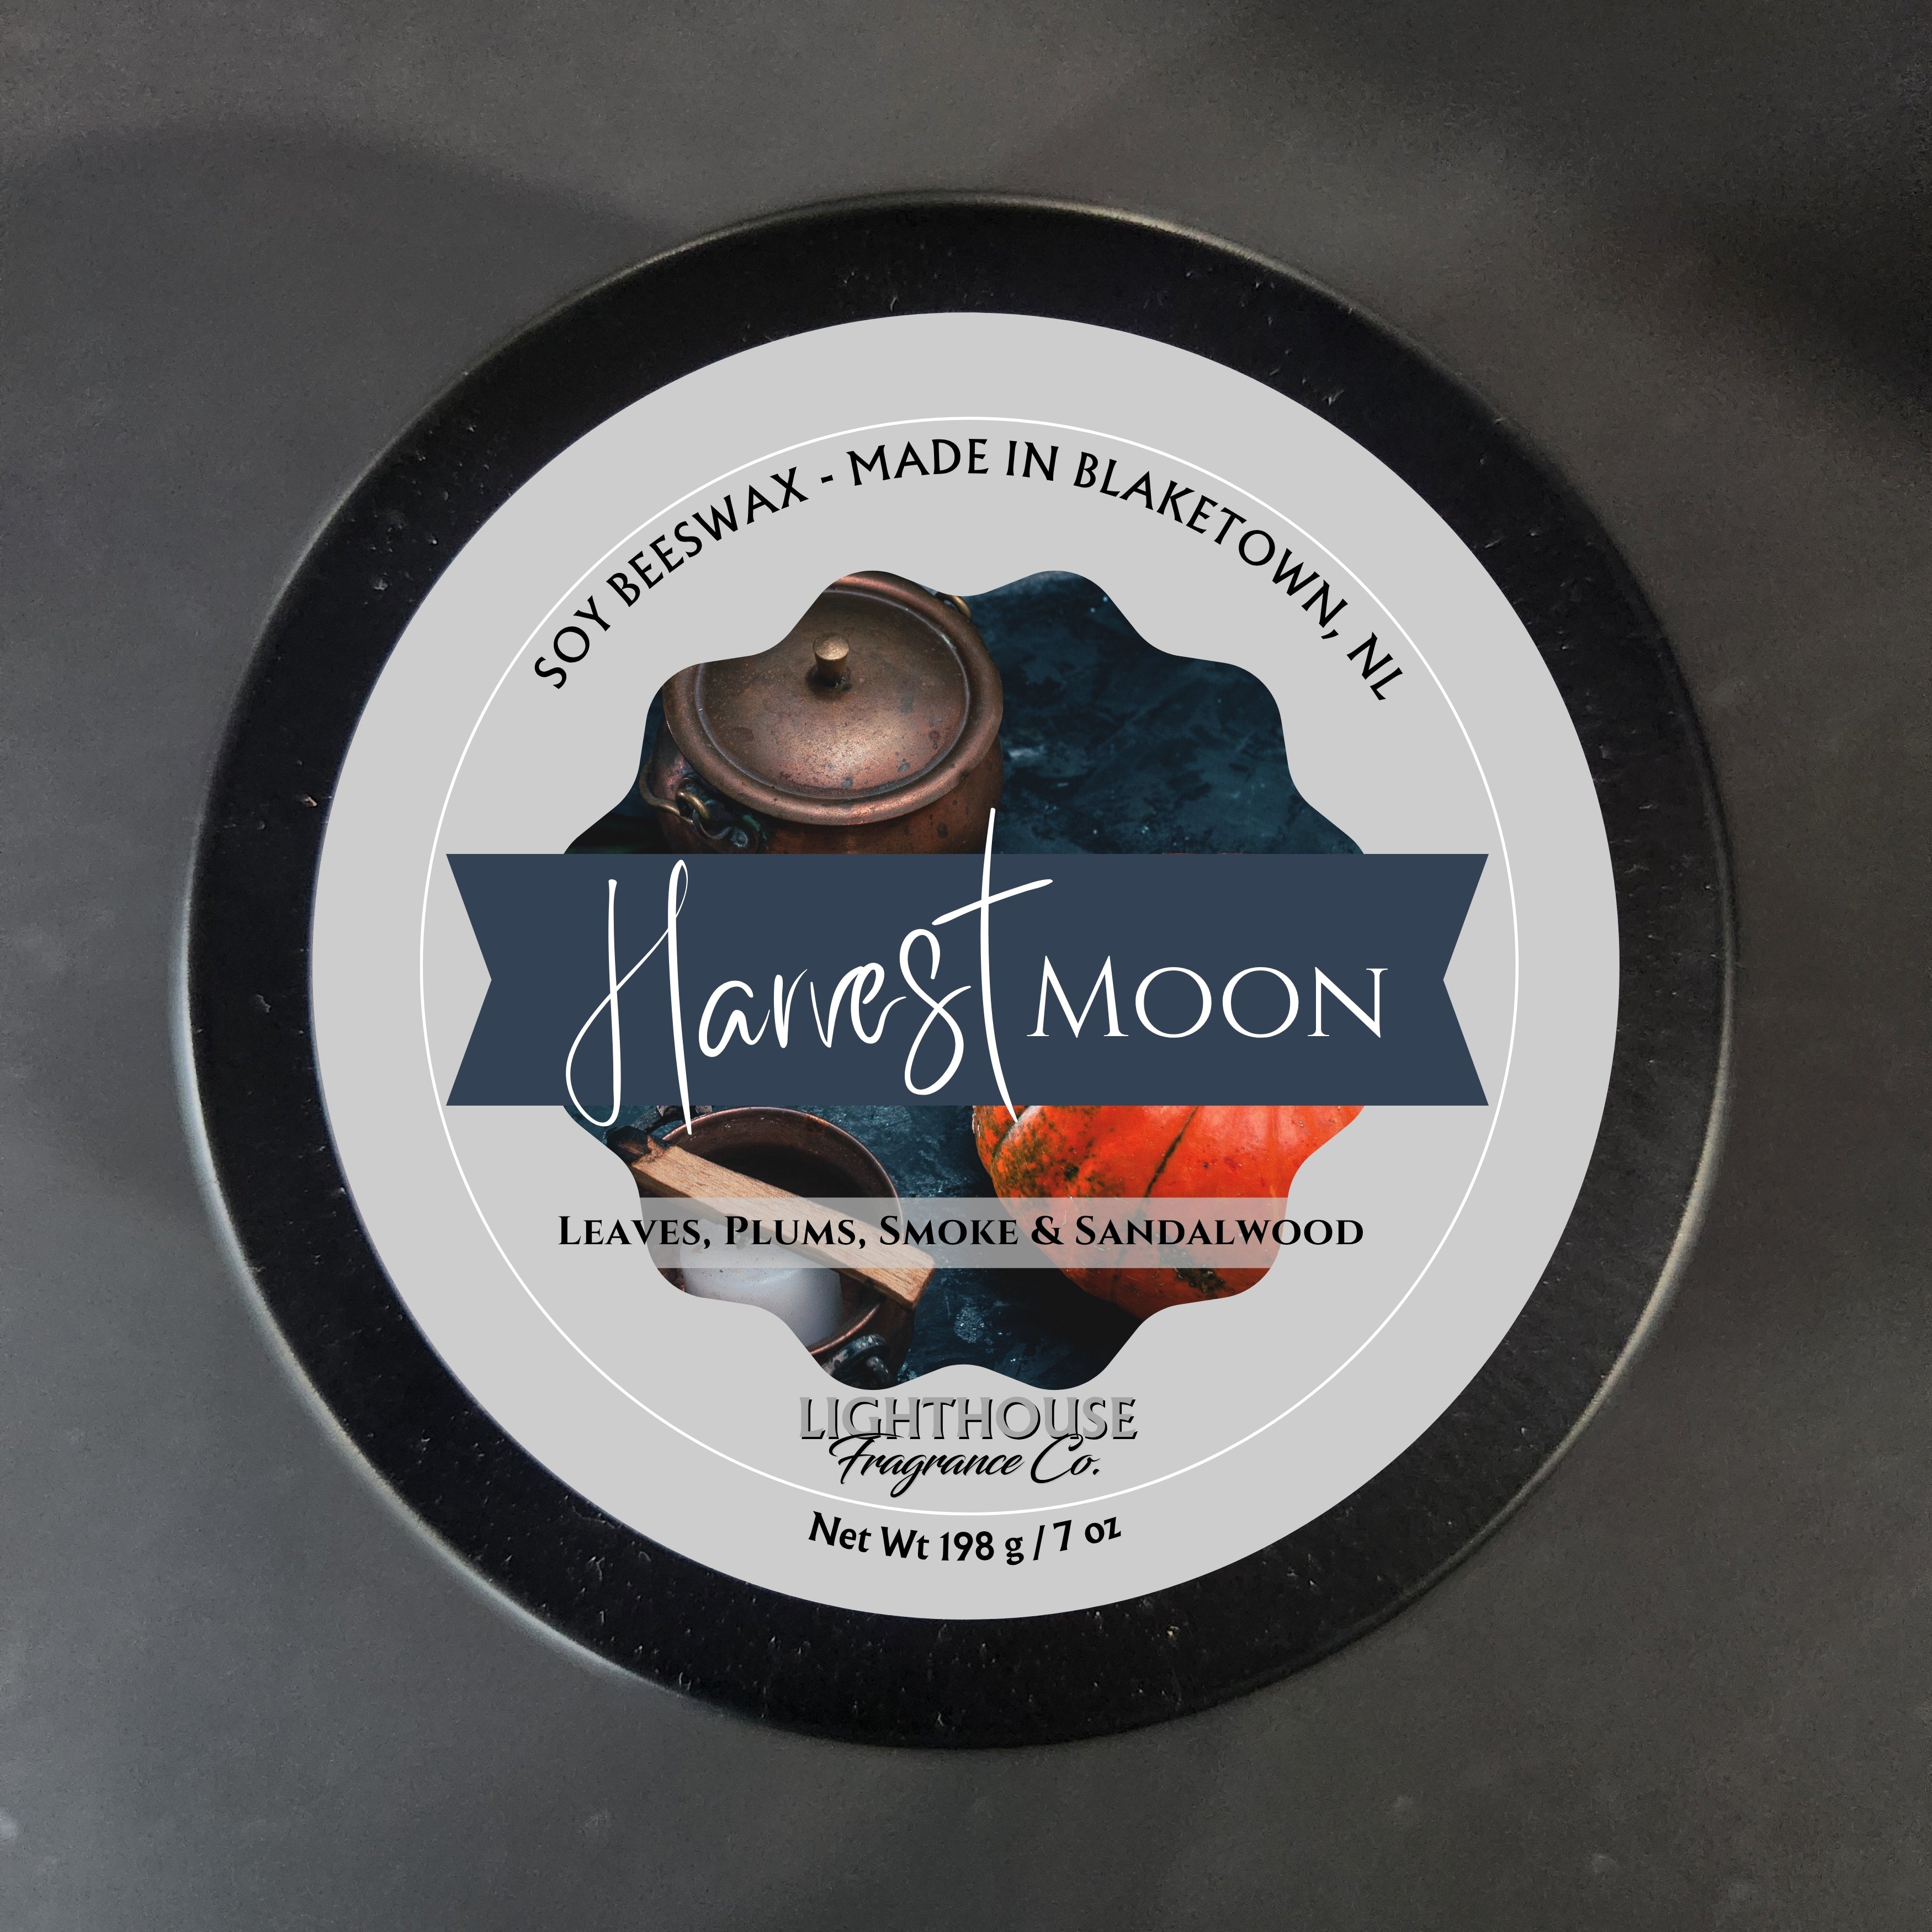 SOY BEESWAX - MADE IN BLAKETOWN, NL
Harvest MOON
LEAVES, PLUMS, SMOKE & SANDALWOOD
LIGHTHOUSE
Fragrance Co.
Net Wt 198 g / 7 oz